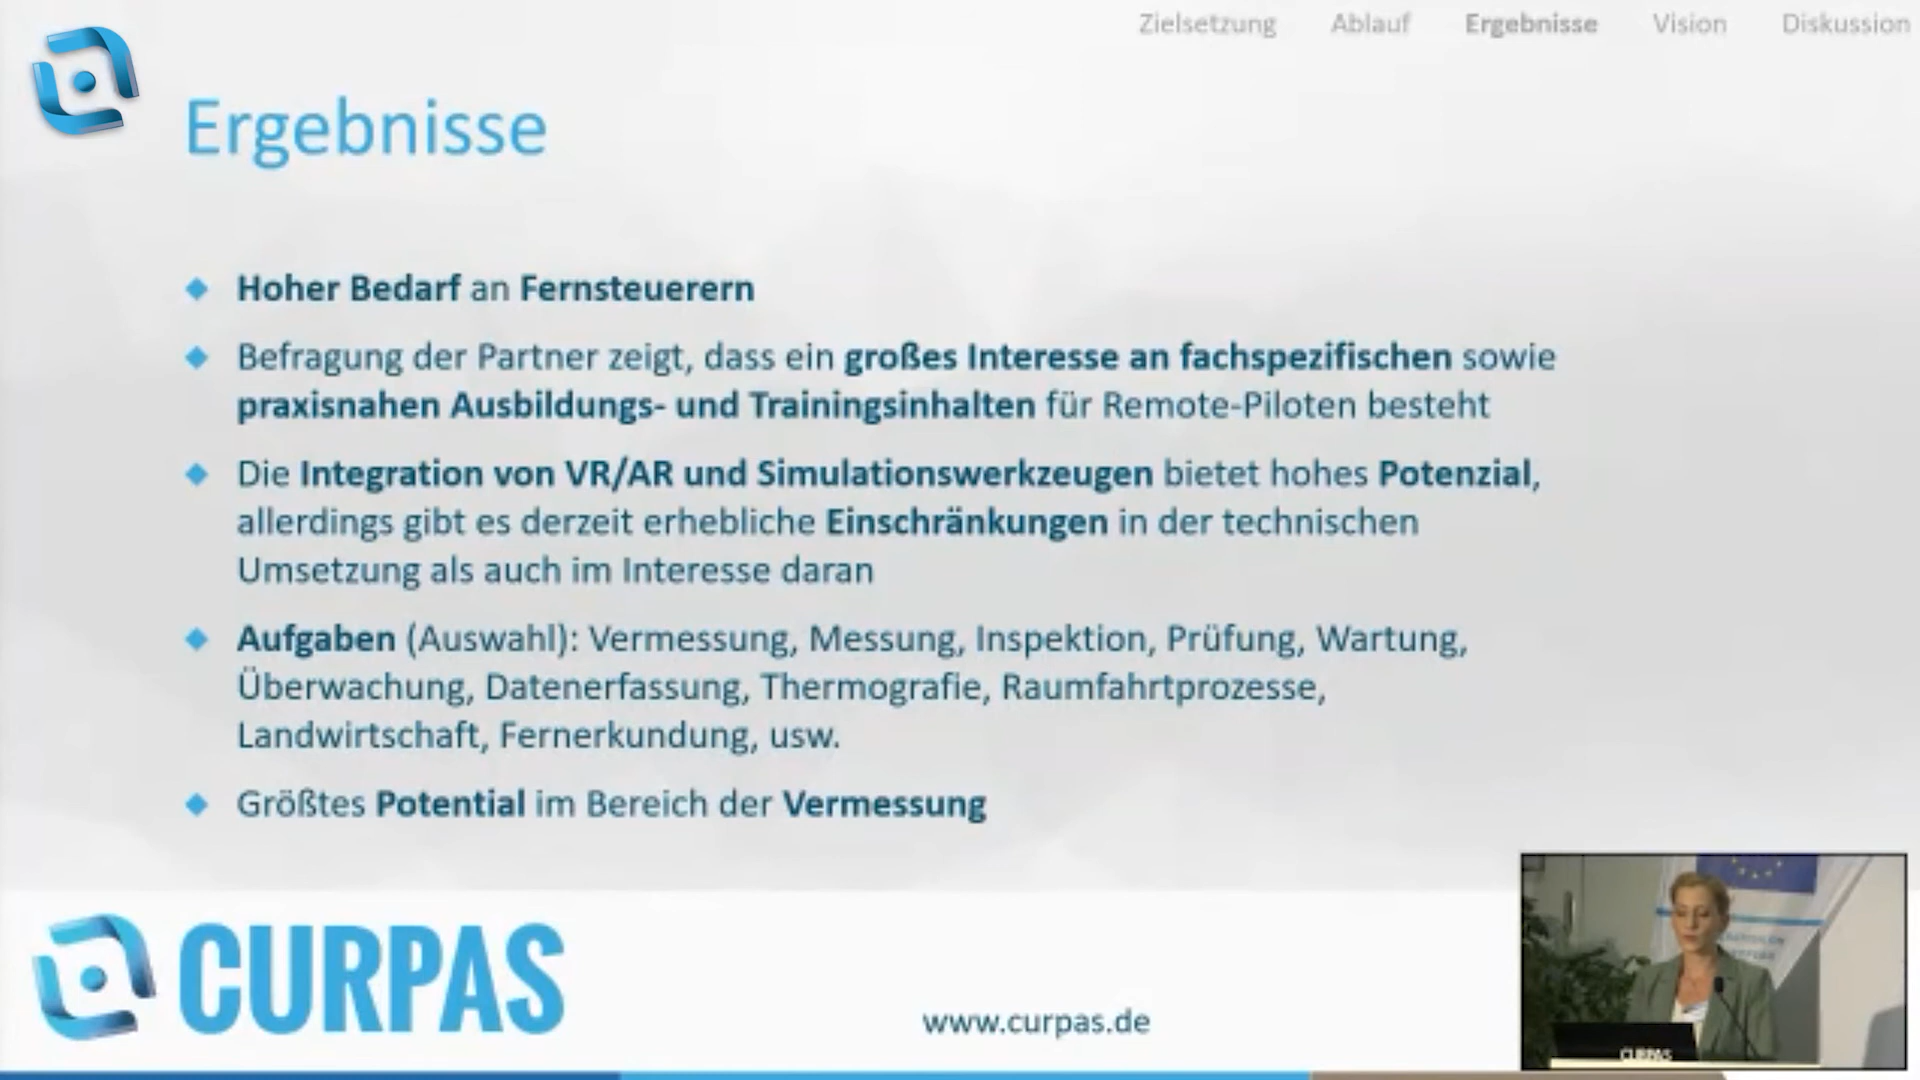 Zielsetzung Ablauf Ergebnisse Vision Diskussion
Ergebnisse
Hoher Bedarf an Fernsteuerern
Befragung der Partner zeigt, dass ein großes Interesse an fachspezifischen sowie
praxisnahen Ausbildungs- und Trainingsinhalten für Remote-Piloten besteht
Die Integration von VR/AR und Simulationswerkzeugen bietet hohes Potenzial,
allerdings gibt es derzeit erhebliche Einschränkungen in der technischen
Umsetzung als auch im Interesse daran
Aufgaben (Auswahl): Vermessung, Messung, Inspektion, Prüfung, Wartung,
Überwachung, Datenerfassung, Thermografie, Raumfahrtprozesse,
Landwirtschaft, Fernerkundung, usw.
Größtes Potential im Bereich der Vermessung
CURPAS
www.curpas.de
CURPAS